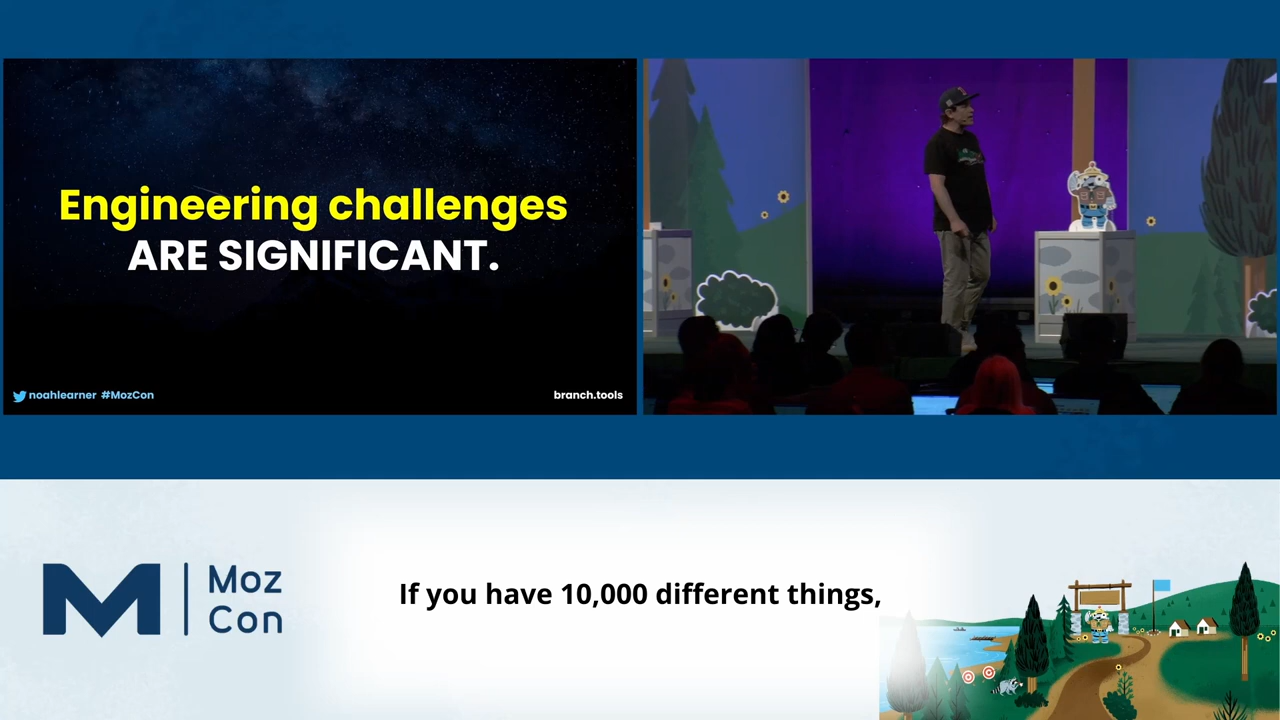 Engineering challenges
ARE SIGNIFICANT.
noahlearner #MozCon
branch.tools
Moz
Con
If you have 10,000 different things,